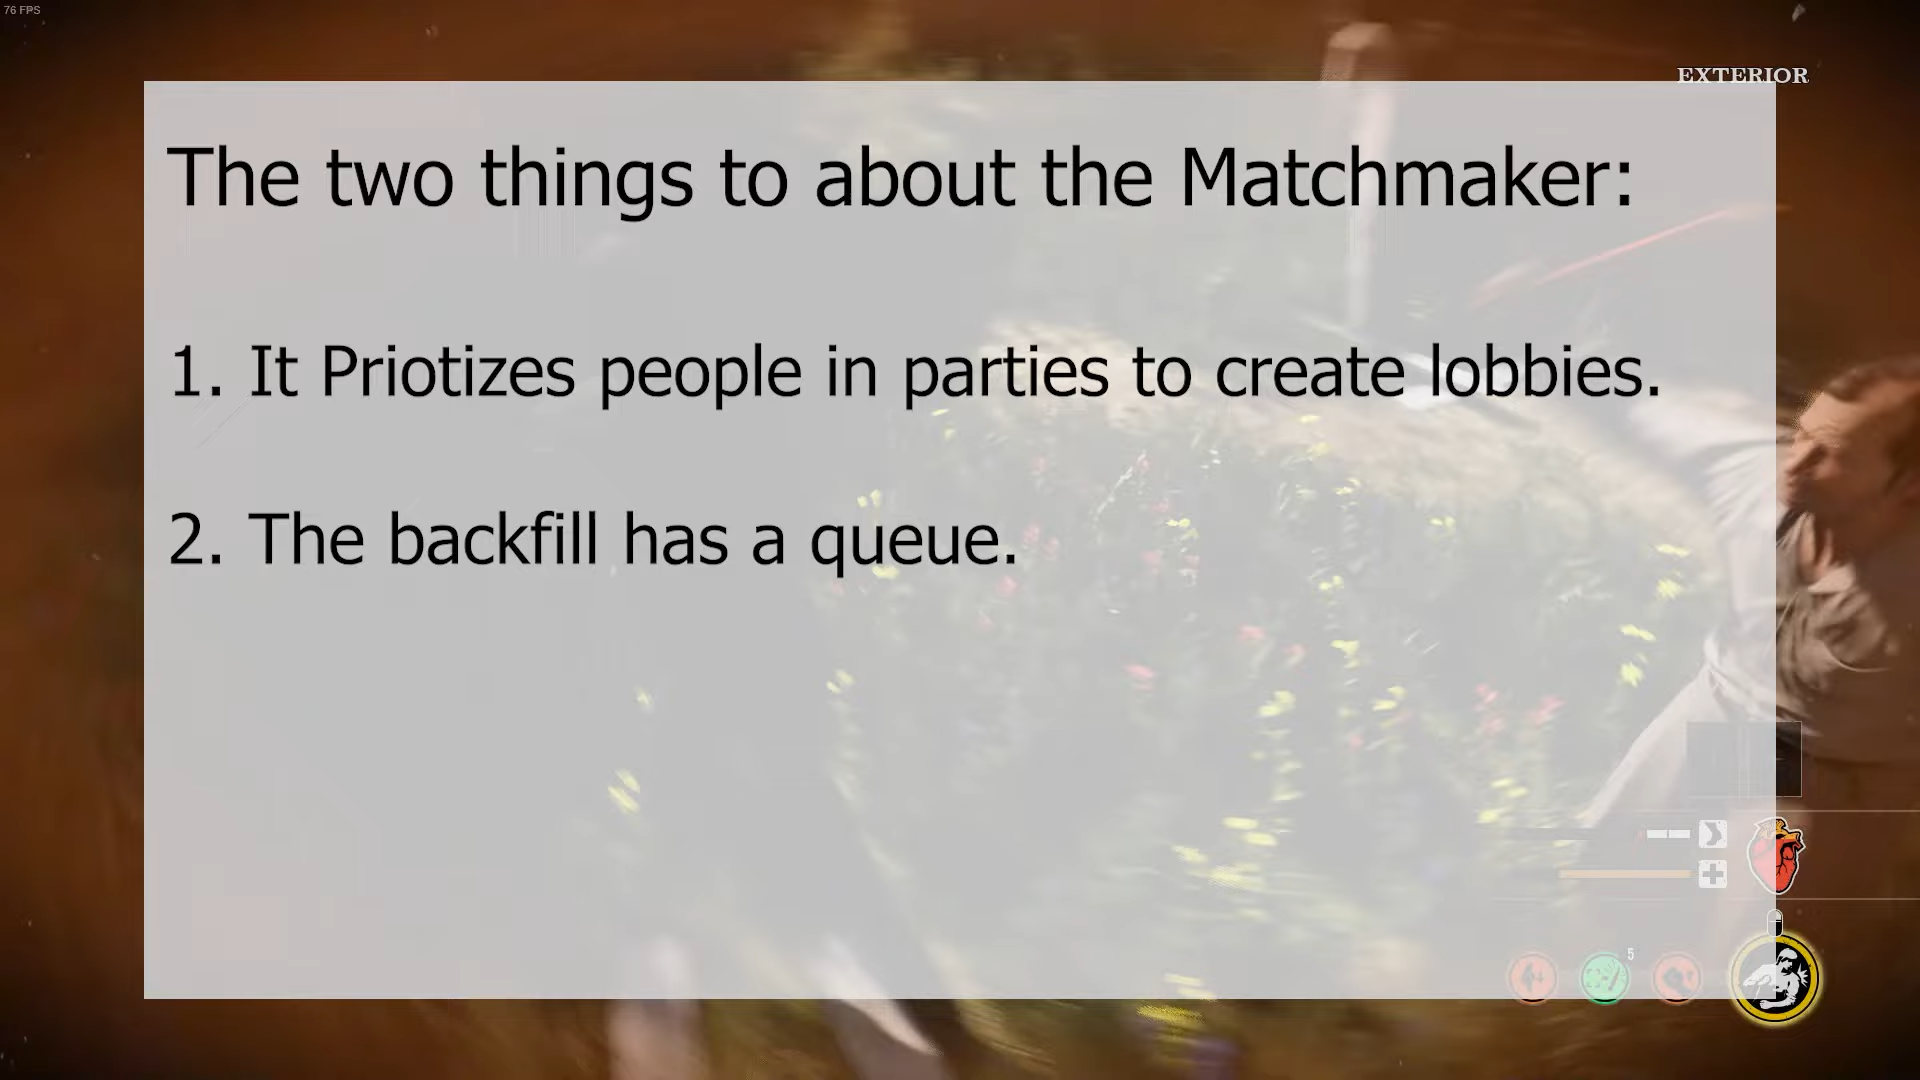 76 FPS
EXTERIOR
The two things to about the Matchmaker:
1. It Priotizes people in parties to create lobbies.
2. The backfill has a queue.
5